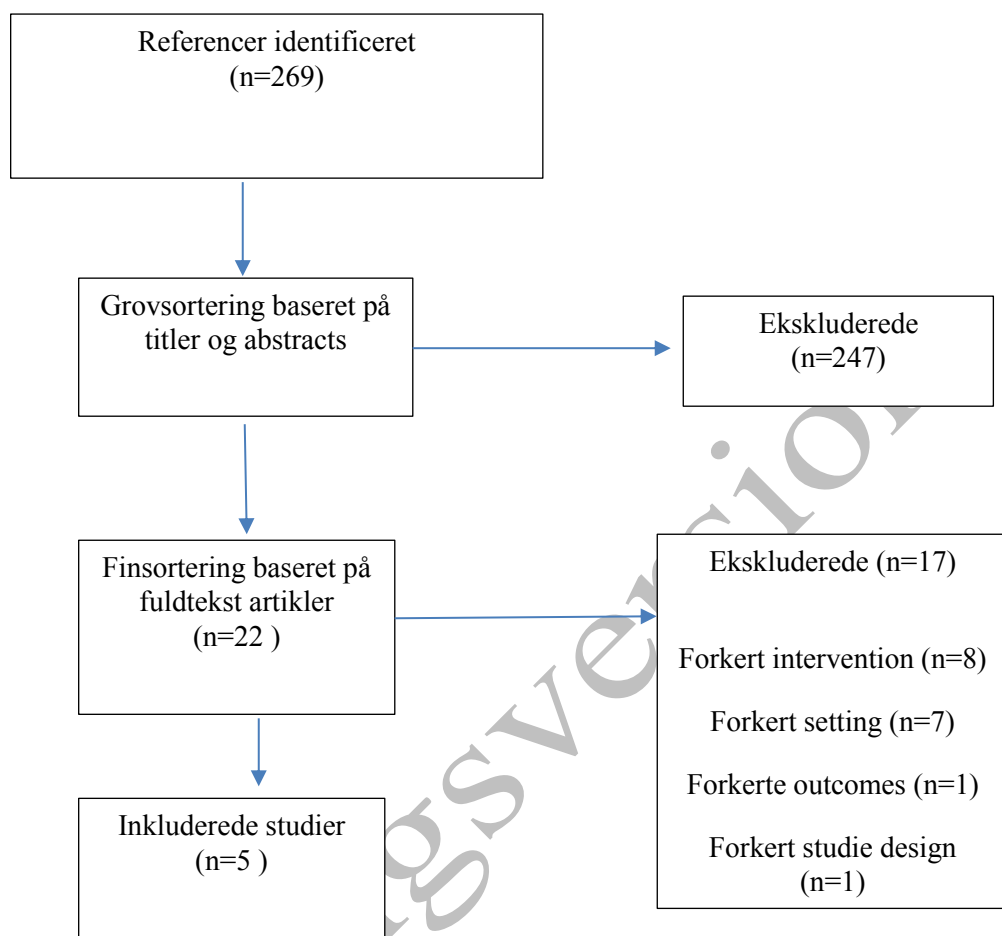 Referencer identificeret
(n=269)
Grovsortering baseret på
titler og abstracts
Ekskluderede
(n=247)
Finsortering baseret på
fuldtekst artikler
(n=22 )
Ekskluderede (n=17)
Forkert intervention (n=8)
Forkert setting (n=7)
Forkerte outcomes (n=1)
Forkert studie design
(n=1)
Inkluderede studier
(n=5 )